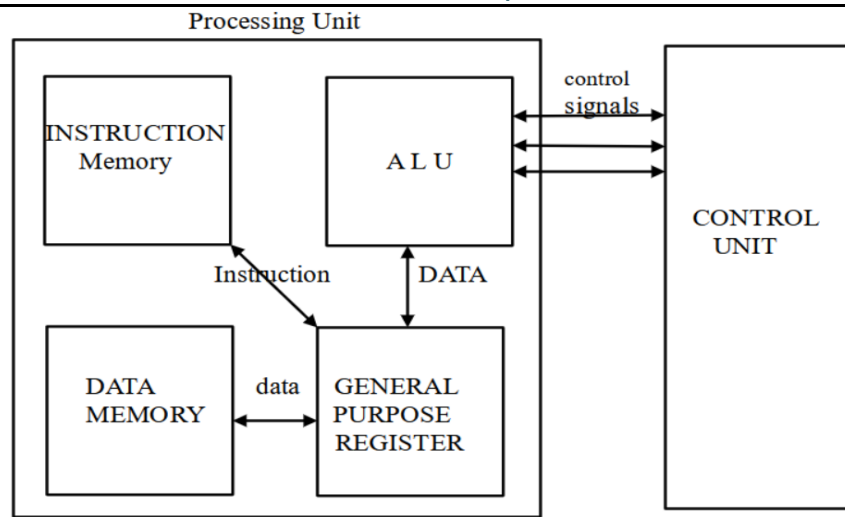 Processing Unit
control
signals
INSTRUCTION
Memory
A L U
CONTROL
UNIT
Instruction
DATA
DATA
MEMORY
data
GENERAL
PURPOSE
REGISTER